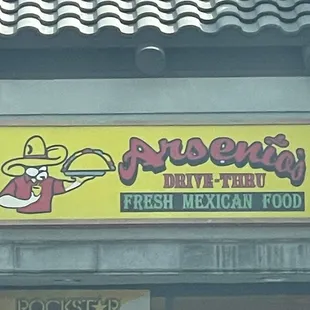 Arsenio's
DRIVE-THRU
FRESH MEXICAN FOOD
ROCKSTAR